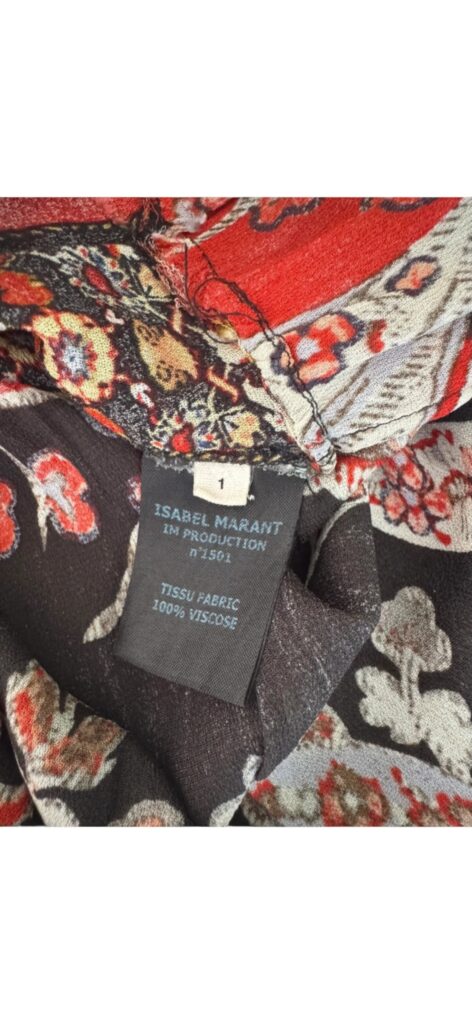 1
ISABEL MARANT
IM PRODUCTION
n°1501
TISSU FABRIC
100% VISCOSE